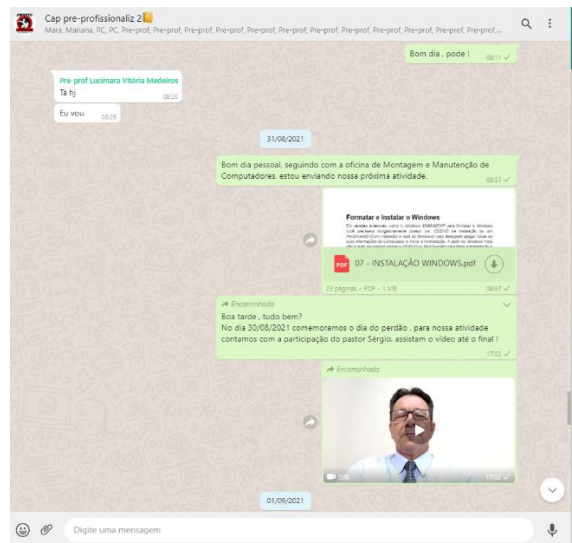 Cap pre-profissionaliz 2
Mara, Mariana, PC, PC, Pre-prof, Pre-prof, Pre-prof, Pre-prof, Pre-prof, Pre-prof, Pre-prof, Pre-prof, Pre-prof, Pre-prof, Pre-prof,...
Bom dia , pode !
08:11
Pre-prof Lucimara Vitória Medeiros
Tá hj
08:26
Eu vou
08:26
31/08/2021
Bom dia pessoal, seguindo com a oficina de Montagem e Manutenção de
Computadores, estou enviando nossa próxima atividade.
08:57
Formatar e Instalar o Windows
PDF
07 - INSTALAÇÃO WINDOWS.pdf
23 páginas • PDF • 1 MB
08:57
Encaminhada
Boa tarde , tudo bem?
No dia 30/08/2021 comemoramos o dia do perdão , para nossa atividade
contamos com a participação do pastor Sérgio, assistam o vídeo até o final !
17:02
Encaminhada
17:02
01/09/2021
Digite uma mensagem